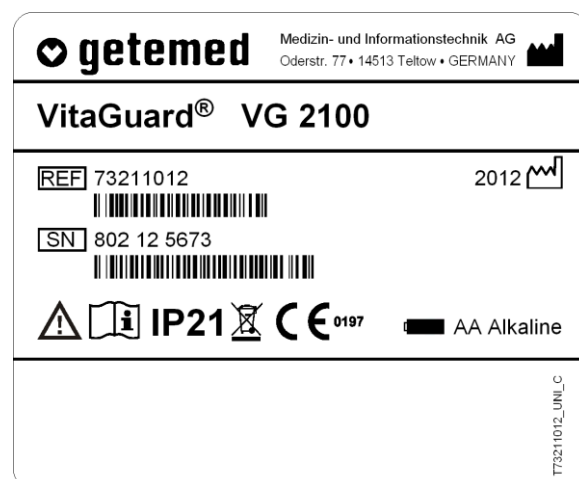 getemed
Medizin- und Informationstechnik AG
Oderstr. 77 • 14513 Teltow • GERMANY
VitaGuard® VG 2100
REF 73211012
2012
SN 802 12 5673
IP21 CE 0197 AA Alkaline
T73211012_UNI_C